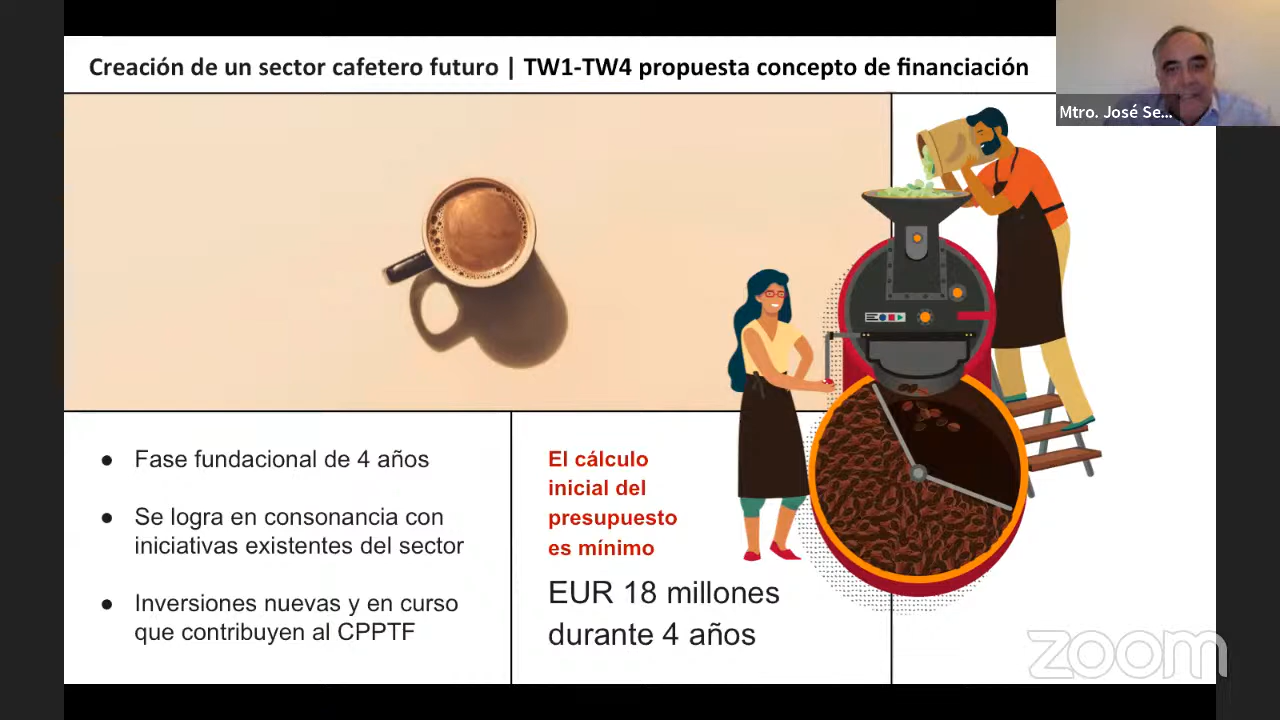 Creación de un sector cafetero futuro | TW1-TW4 propuesta concepto de financiación
Mtro. José Se...
● Fase fundacional de 4 años
● Se logra en consonancia con
iniciativas existentes del sector
● Inversiones nuevas y en curso
que contribuyen al CPPTF
El cálculo
inicial del
presupuesto
es mínimo
EUR 18 millones
durante 4 años
zoom